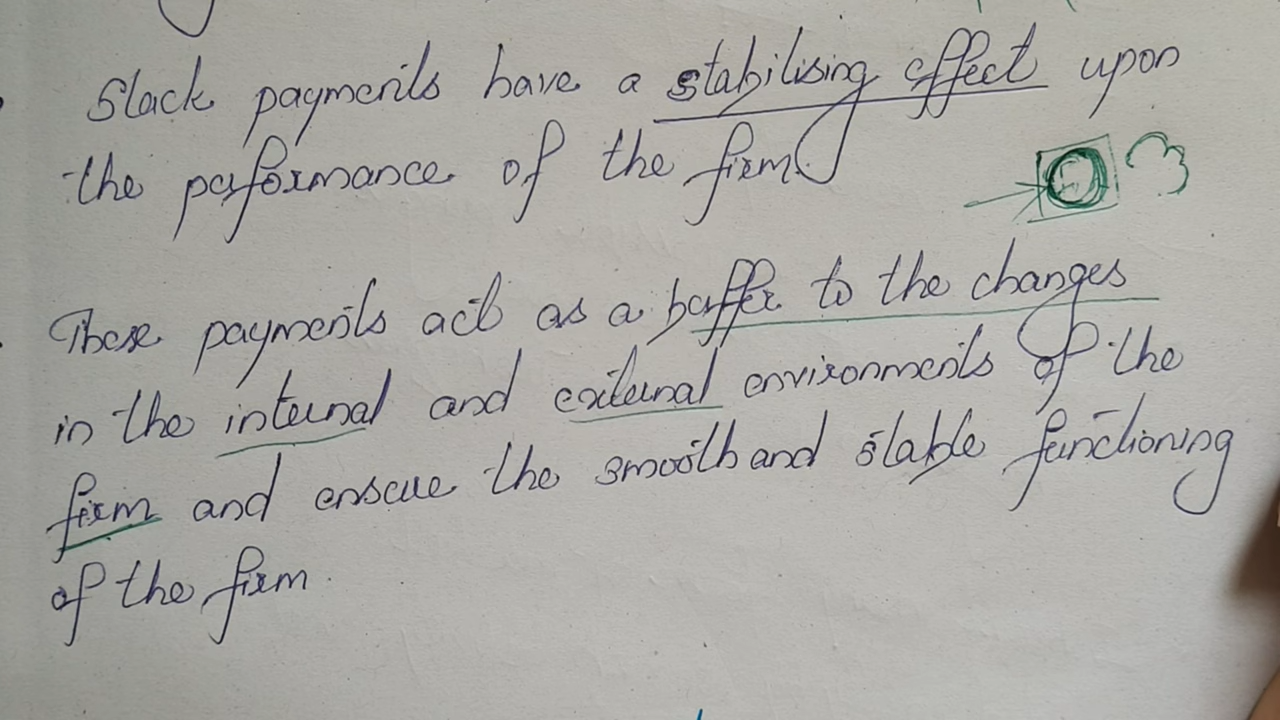 Slack payments have a stabilising effect upon
the performance of the firm
These payments act as a buffer to the changes
in the internal and external environments of the
firm and ensure the smooth and stable functioning
of the firm.